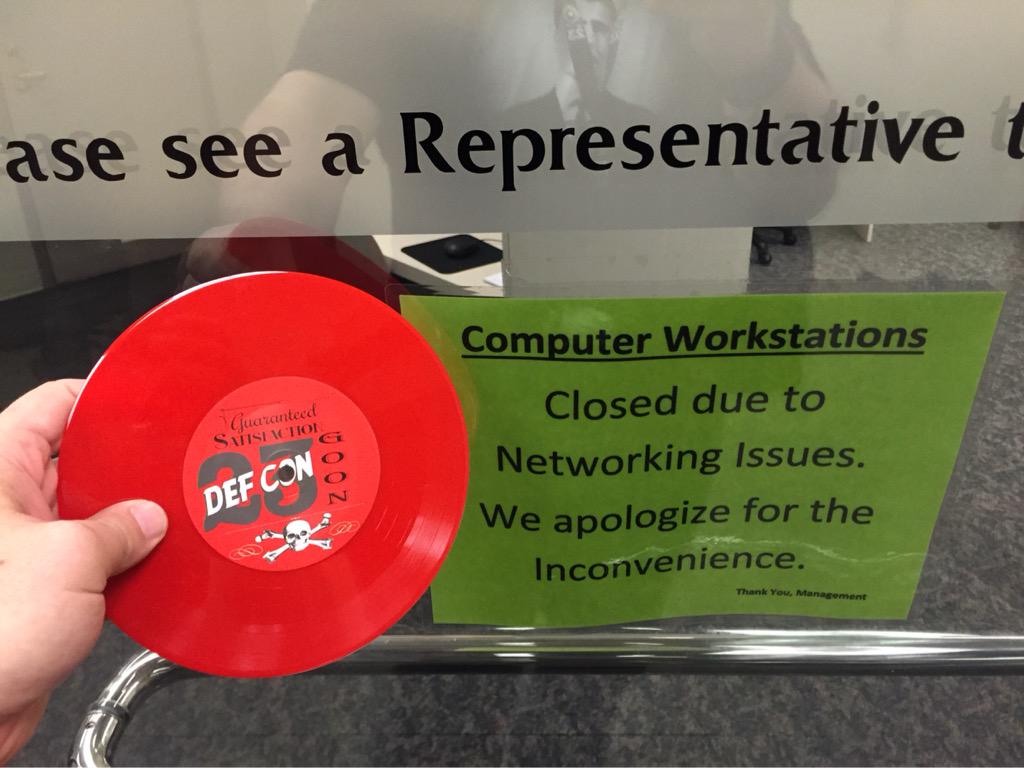 ase see a Representative t
Guaranteed
SATISFACTION
GOON
23
DEF CON
Computer Workstations
Closed due to
Networking Issues.
We apologize for the
Inconvenience.
Thank You, Management